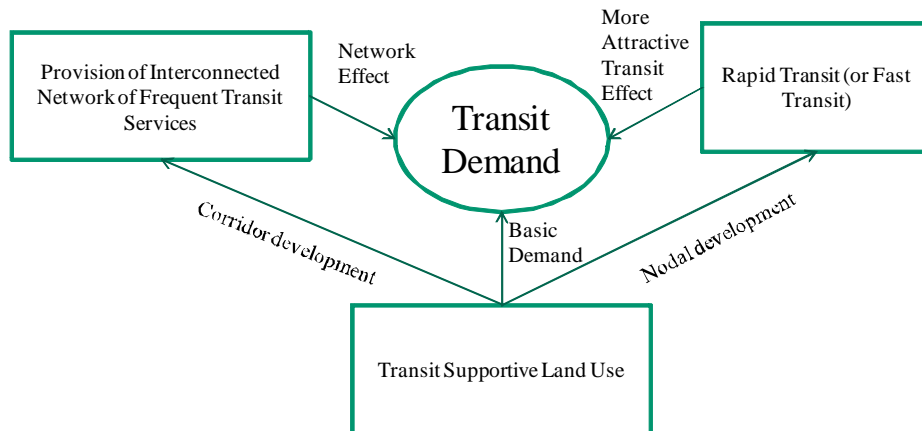 Provision of Interconnected
Network of Frequent Transit
Services
Network
Effect
Transit
Demand
More
Attractive
Transit
Effect
Rapid Transit (or Fast
Transit)
Corridor development
Basic
Demand
Nodal development
Transit Supportive Land Use